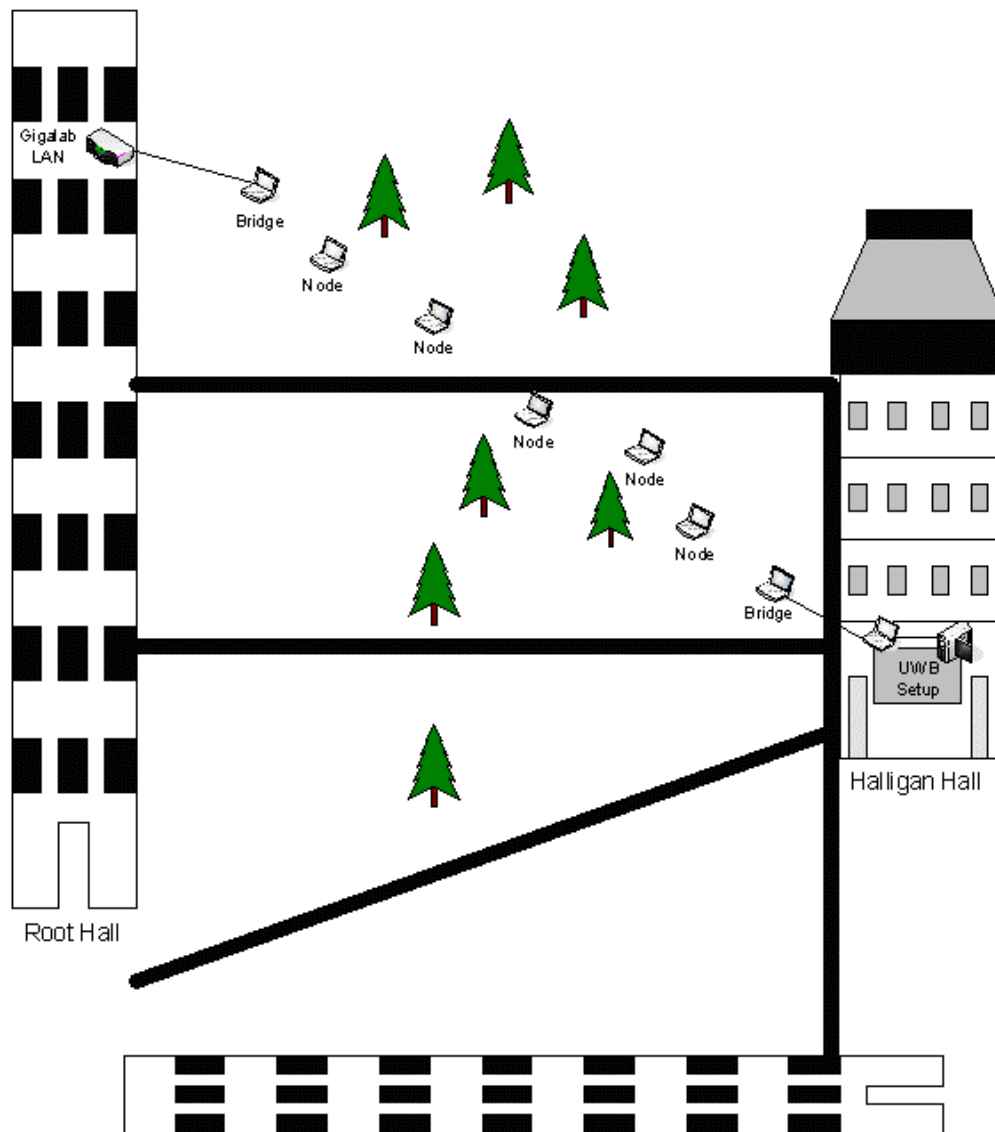 Gigalab
LAN
Bridge
Node
Node
Node
Node
Node
Bridge
UWB
Setup
Halligan Hall
Root Hall